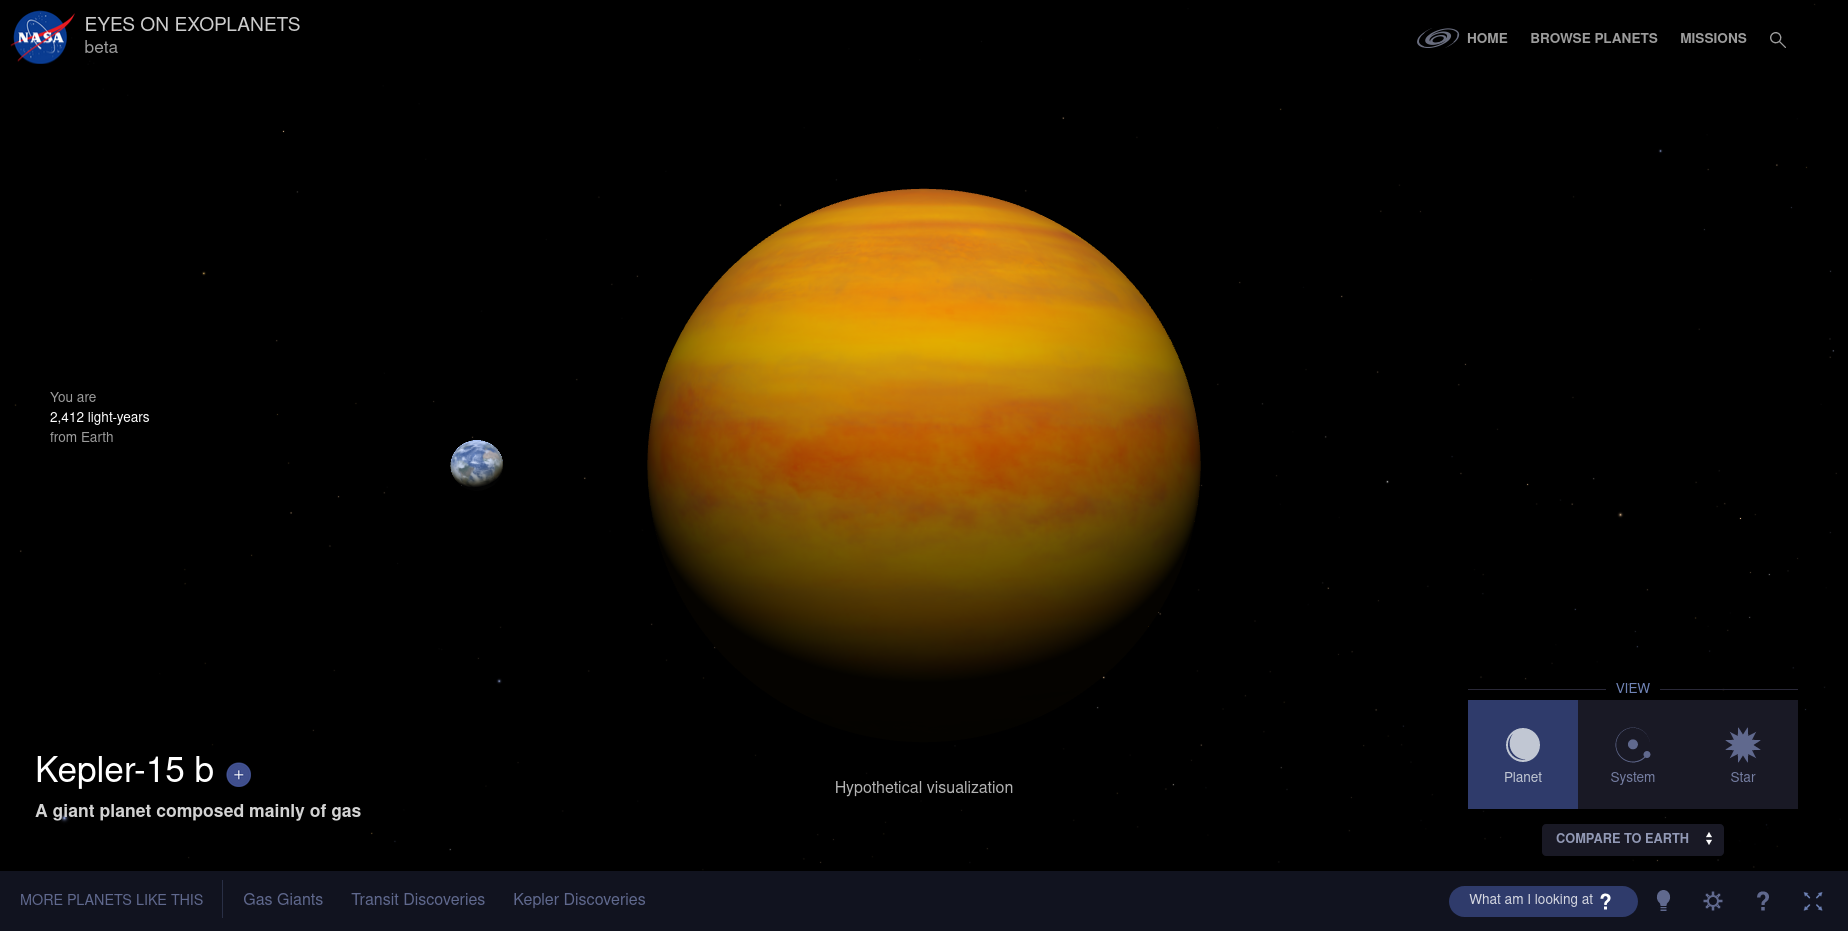 NASA
EYES ON EXOPLANETS
beta
HOME
BROWSE PLANETS
MISSIONS
You are
2,412 light-years
from Earth
VIEW
Planet
System
Star
Kepler-15 b +
A giant planet composed mainly of gas
Hypothetical visualization
COMPARE TO EARTH
MORE PLANETS LIKE THIS
Gas Giants
Transit Discoveries
Kepler Discoveries
What am I looking at ?
?